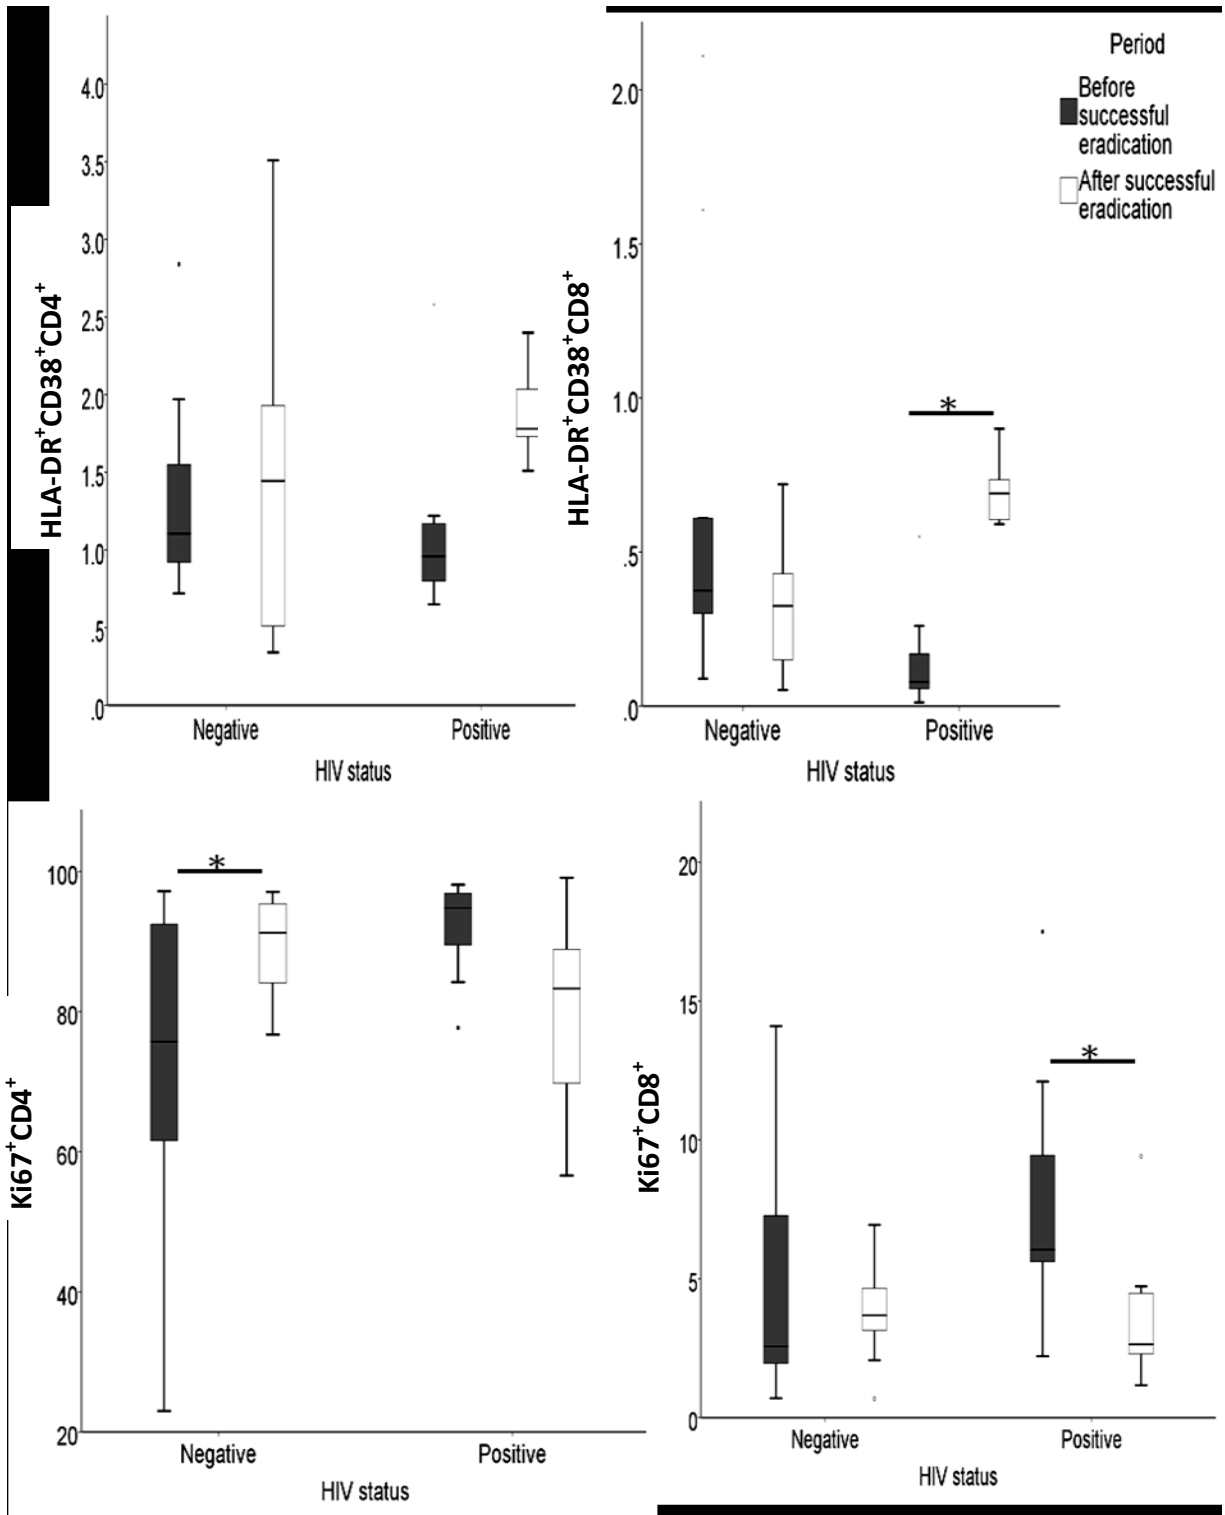 4.0
3.5
3.0
2.5
2.0
1.5
1.0
.5
.0
HLA-DR⁺CD38⁺CD4⁺
Negative
Positive
HIV status
2.0
1.5
1.0
.5
.0
HLA-DR⁺CD38⁺CD8⁺
*
Negative
Positive
HIV status
Period
Before
successful
eradication
After successful
eradication
100
80
60
40
20
Ki67⁺CD4⁺
*
Negative
Positive
HIV status
20
15
10
5
0
Ki67⁺CD8⁺
*
Negative
Positive
HIV status